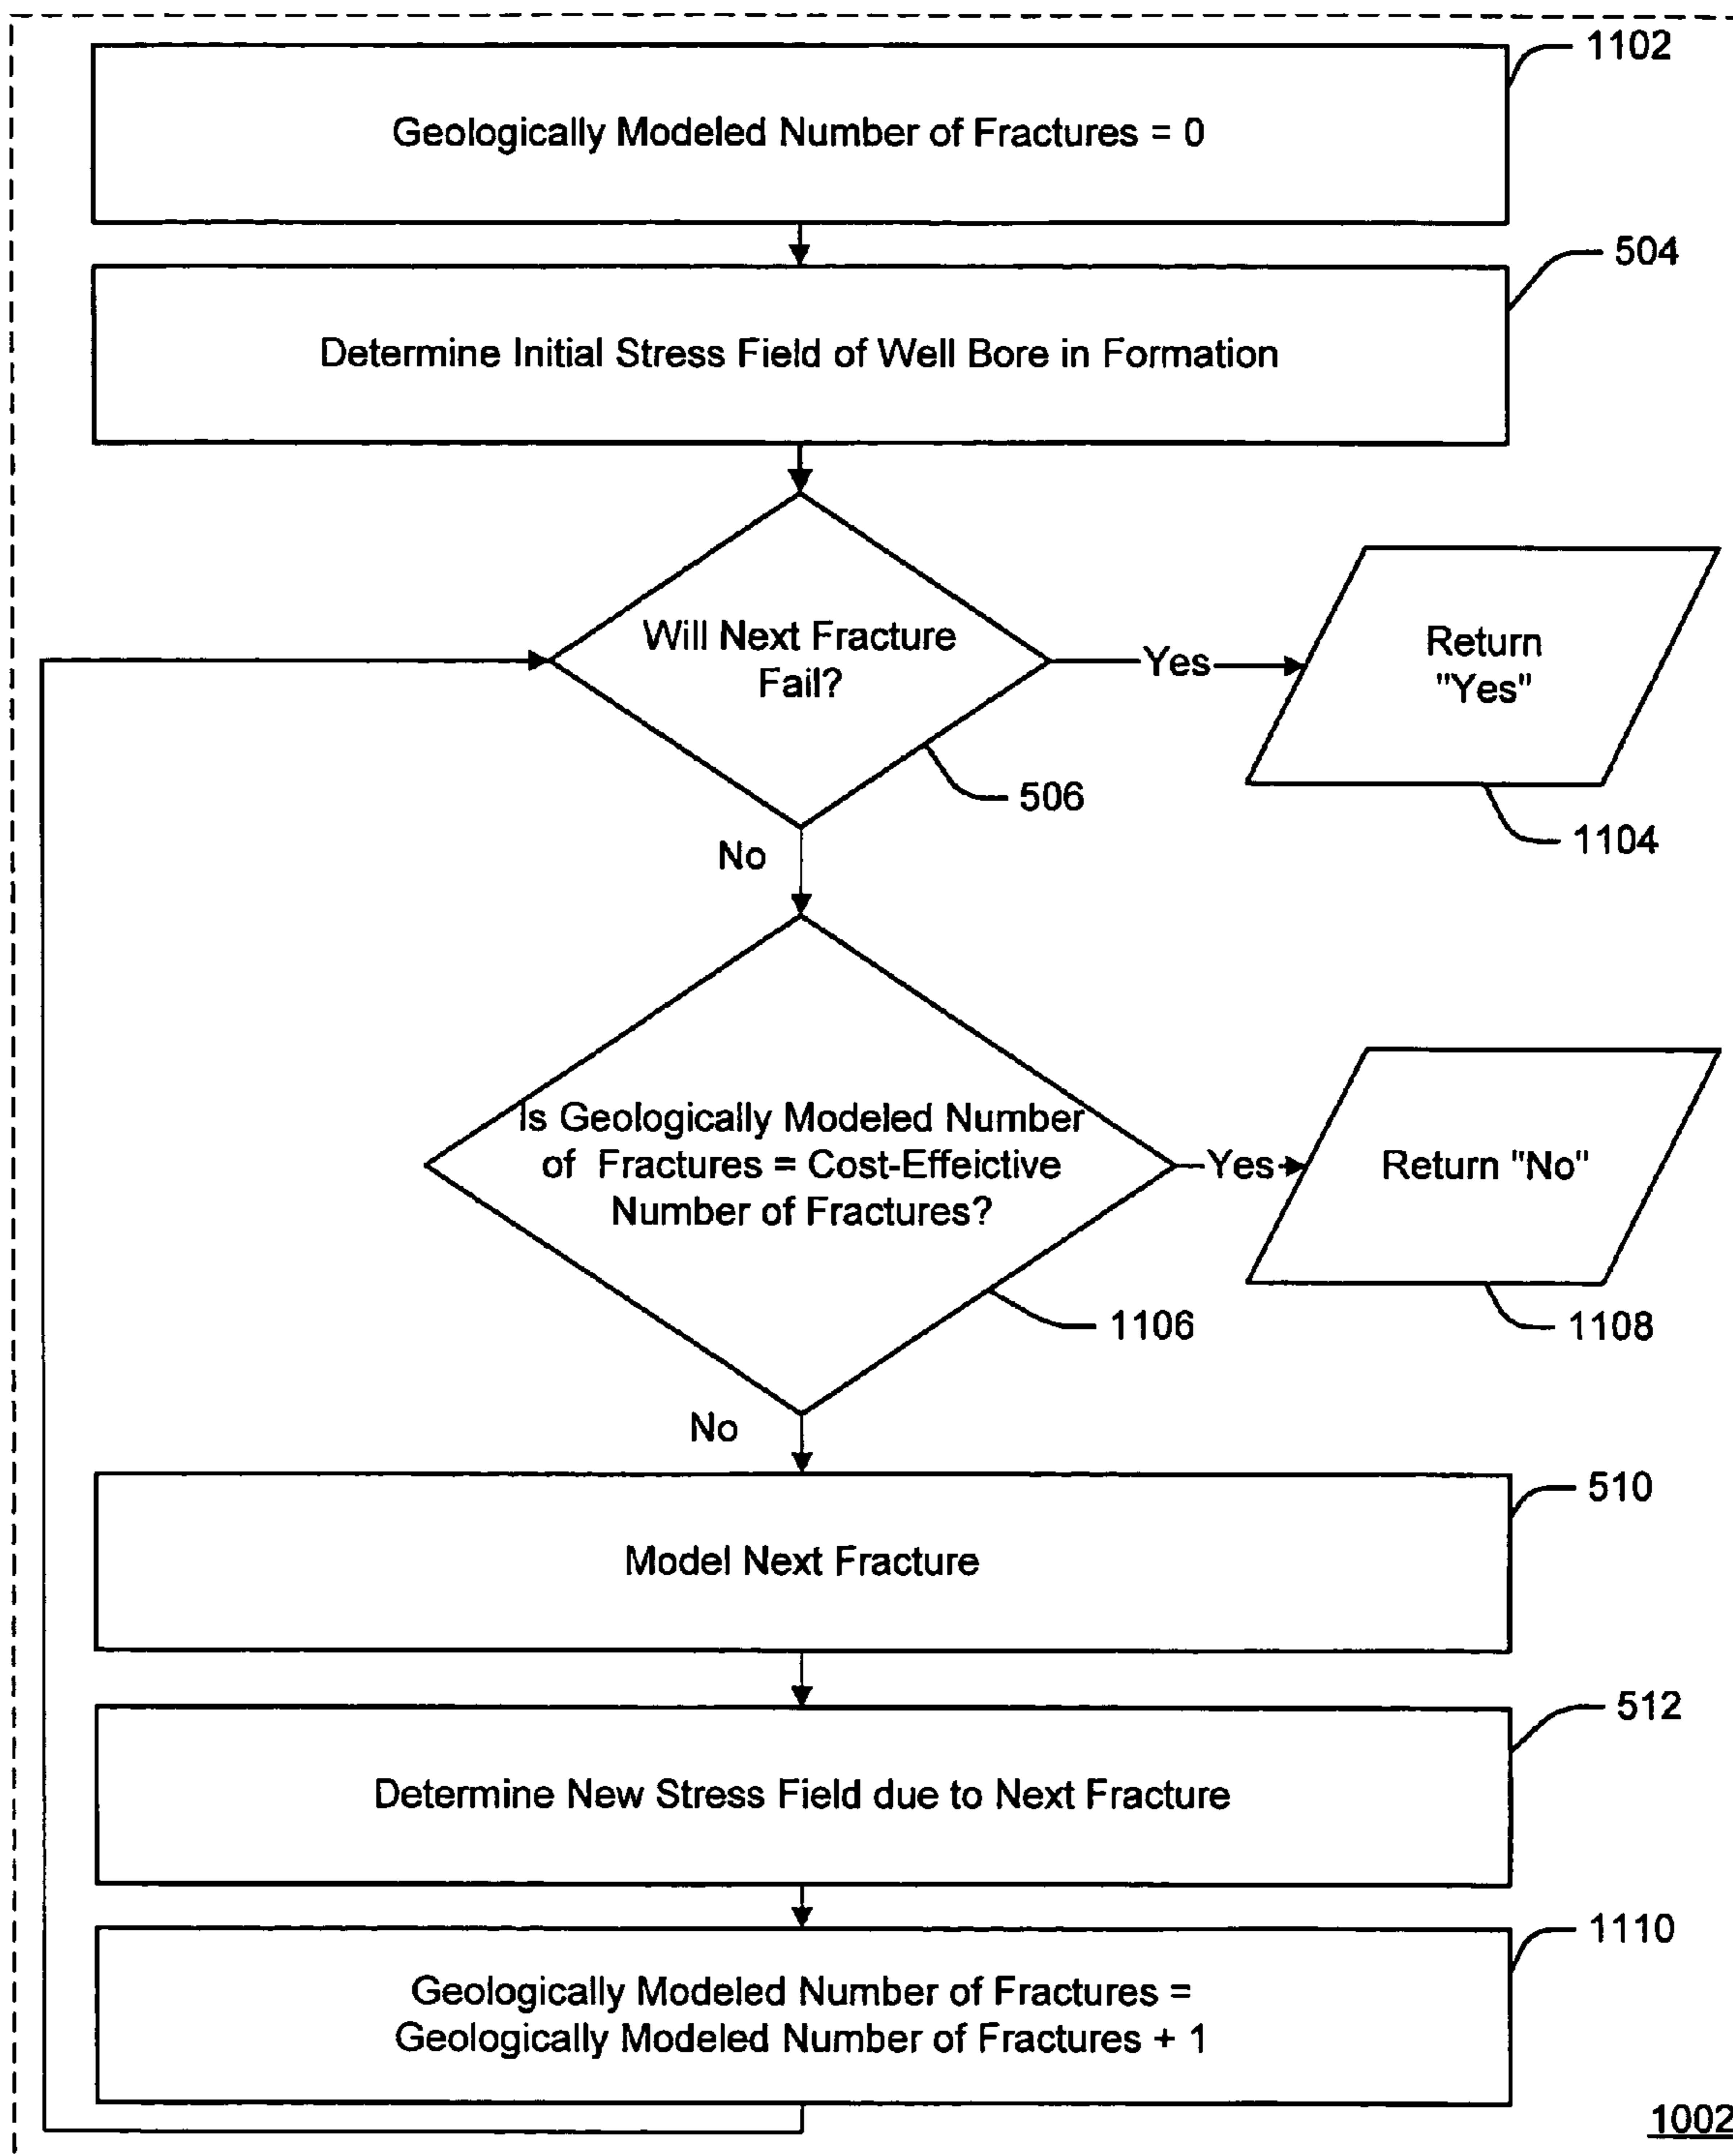 1102
Geologically Modeled Number of Fractures = 0
504
Determine Initial Stress Field of Well Bore in Formation
Will Next Fracture
Fail?
Yes
Return
"Yes"
506
1104
No
Is Geologically Modeled Number
of Fractures = Cost-Effeictive
Number of Fractures?
Yes
Return "No"
1106
1108
No
510
Model Next Fracture
512
Determine New Stress Field due to Next Fracture
1110
Geologically Modeled Number of Fractures =
Geologically Modeled Number of Fractures + 1
1002